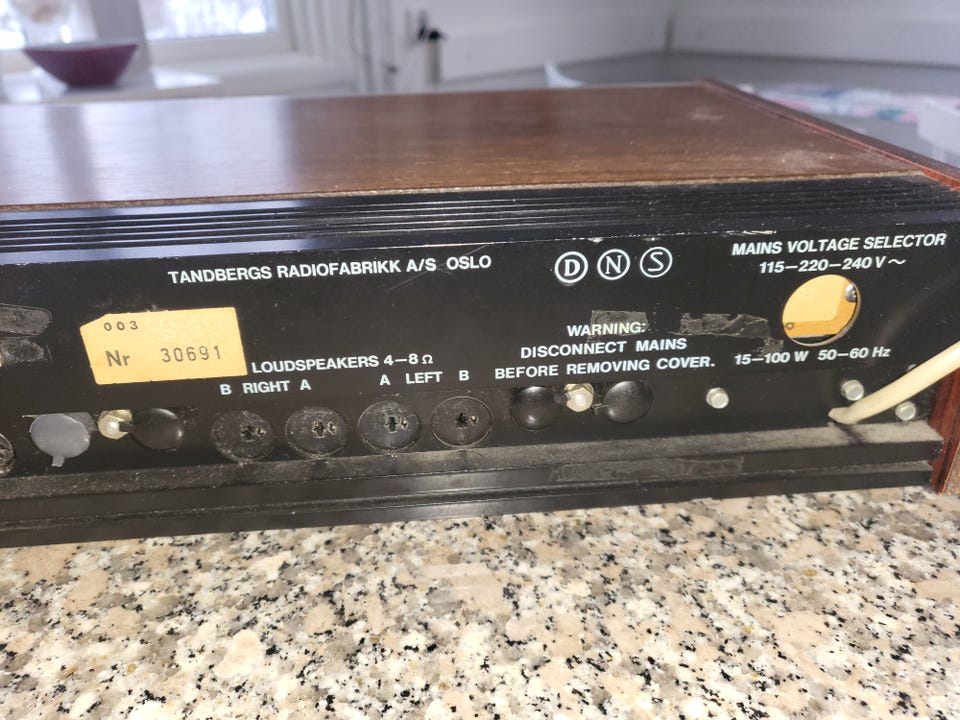 TANDBERGS RADIOFABRIKK A/S OSLO
D N S
MAINS VOLTAGE SELECTOR
115–220–240 V ~
003
Nr 30691
LOUDSPEAKERS 4–8 Ω
B RIGHT A
A LEFT B
WARNING:
DISCONNECT MAINS
BEFORE REMOVING COVER.
15–100 W 50–60 Hz